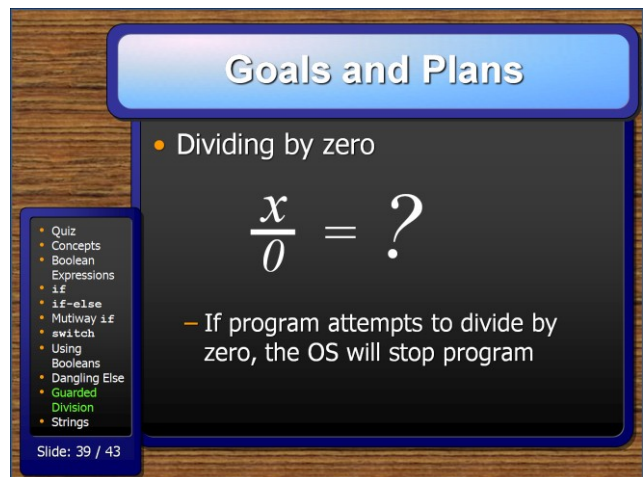 Goals and Plans
• Dividing by zero
x
0
= ?
– If program attempts to divide by
zero, the OS will stop program
• Quiz
• Concepts
• Boolean
Expressions
• if
• if-else
• Mutiway if
• switch
• Using
Booleans
• Dangling Else
• Guarded
Division
• Strings
Slide: 39 / 43